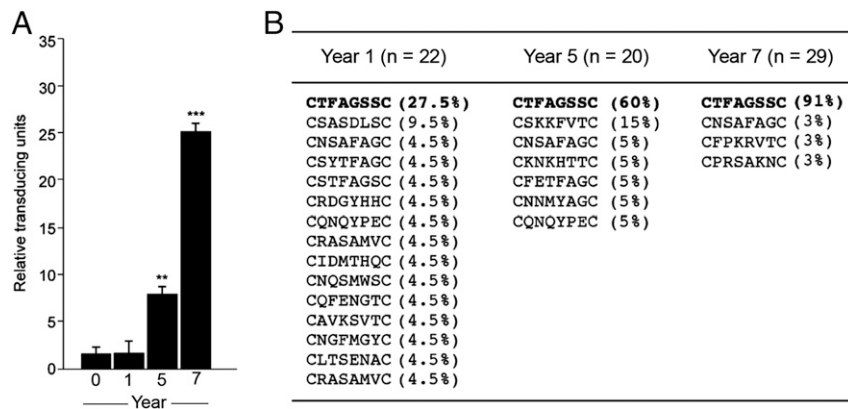 A
Relative transducing units
35
30
25
20
15
10
5
0
**
***
0 1 5 7
Year
B
Year 1 (n = 22) Year 5 (n = 20) Year 7 (n = 29)
CTFAGSSC (27.5%) CTFAGSSC (60%) CTFAGSSC (91%)
CSASDLSC (9.5%) CSKKFVTC (15%) CNSAFAGC (3%)
CNSAFAGC (4.5%) CNSAFAGC (5%) CFPKRVTC (3%)
CSYTFAGC (4.5%) CKNKHTTC (5%) CPRSAKNC (3%)
CSTFAGSC (4.5%) CFETFAGC (5%)
CRDGYHHC (4.5%) CNNMYAGC (5%)
CQNQYPEC (4.5%) CQNQYPEC (5%)
CRASAMVC (4.5%)
CIDMTHQC (4.5%)
CNQSMWSC (4.5%)
CQFENGTC (4.5%)
CAVKSVTC (4.5%)
CNGFMGYC (4.5%)
CLTSENAC (4.5%)
CRASAMVC (4.5%)